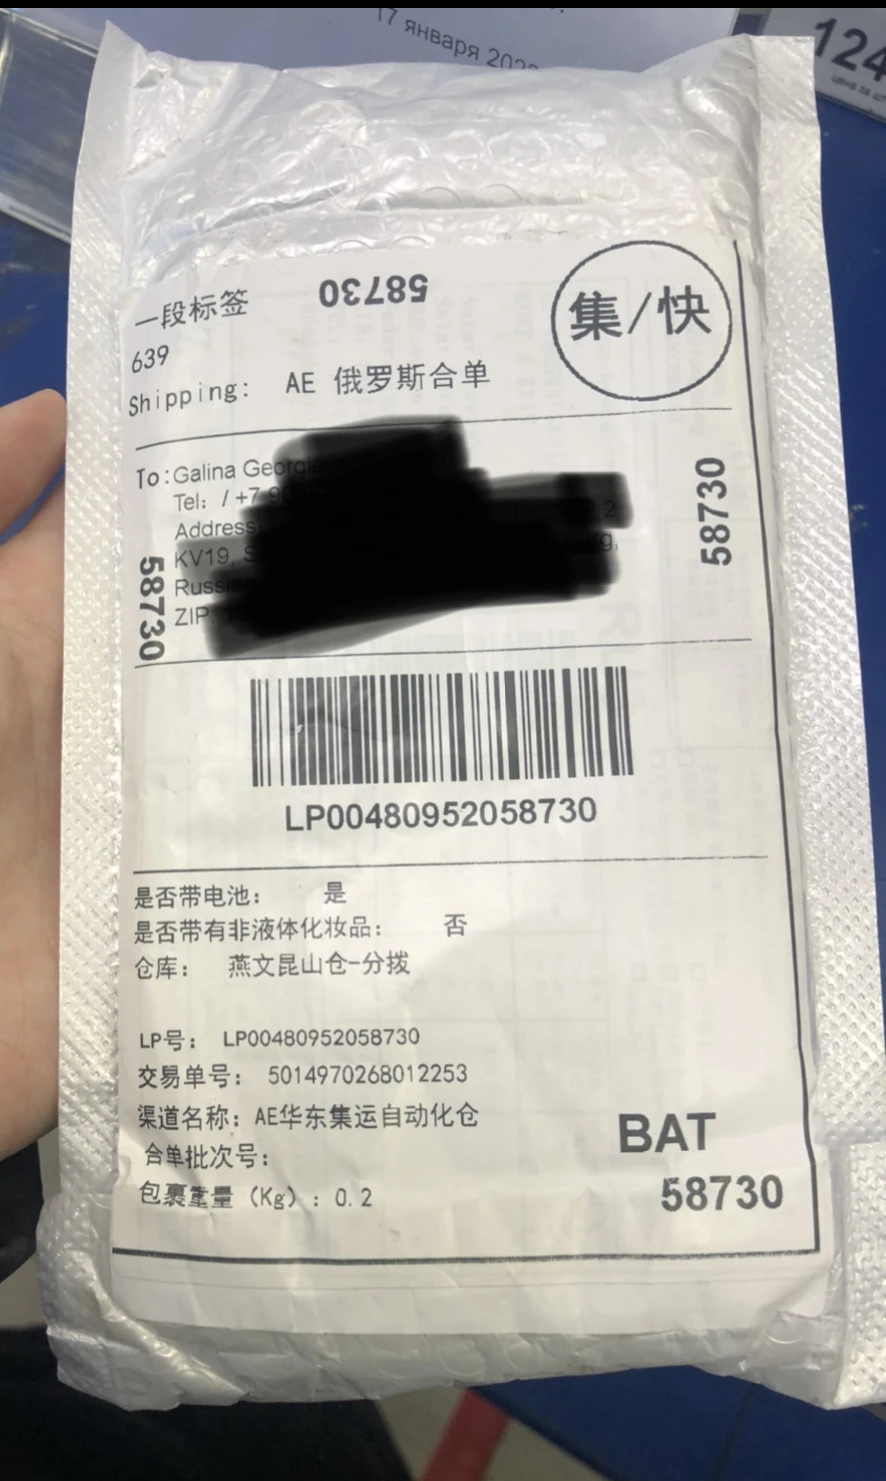 17 января
124
цена за
58730
一段标签
集/快
639
Shipping: AE 俄罗斯合单
To: Galina
Tel: / +7
Address
KV19,
ZIP:
58730
58730
LP00480952058730
是否带电池： 是
是否带有非液体化妆品： 否
仓库： 燕文昆山仓-分拨
LP号： LP00480952058730
交易单号： 5014970268012253
渠道名称：AE华东集运自动化仓
合单批次号：
包裹重量（Kg）：0.2
BAT
58730